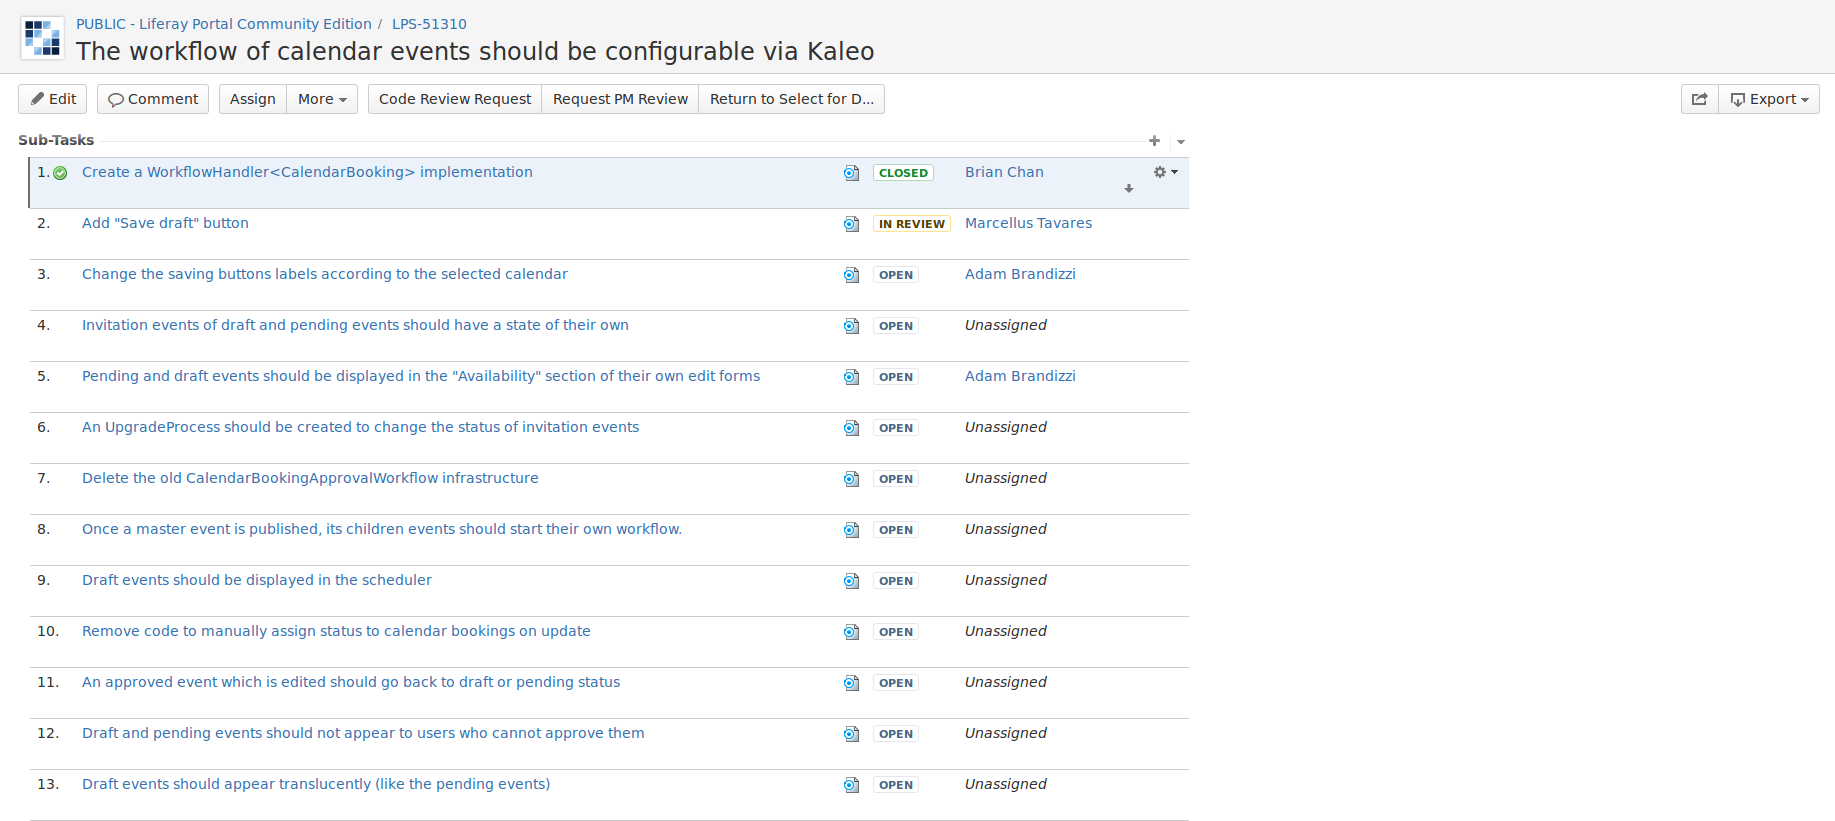 PUBLIC - Liferay Portal Community Edition / LPS-51310
The workflow of calendar events should be configurable via Kaleo
Edit Comment Assign More Code Review Request Request PM Review Return to Select for D... Export
Sub-Tasks
1. Create a WorkflowHandler<CalendarBooking> implementation CLOSED Brian Chan
2. Add "Save draft" button IN REVIEW Marcellus Tavares
3. Change the saving buttons labels according to the selected calendar OPEN Adam Brandizzi
4. Invitation events of draft and pending events should have a state of their own OPEN Unassigned
5. Pending and draft events should be displayed in the "Availability" section of their own edit forms OPEN Adam Brandizzi
6. An UpgradeProcess should be created to change the status of invitation events OPEN Unassigned
7. Delete the old CalendarBookingApprovalWorkflow infrastructure OPEN Unassigned
8. Once a master event is published, its children events should start their own workflow. OPEN Unassigned
9. Draft events should be displayed in the scheduler OPEN Unassigned
10. Remove code to manually assign status to calendar bookings on update OPEN Unassigned
11. An approved event which is edited should go back to draft or pending status OPEN Unassigned
12. Draft and pending events should not appear to users who cannot approve them OPEN Unassigned
13. Draft events should appear translucently (like the pending events) OPEN Unassigned